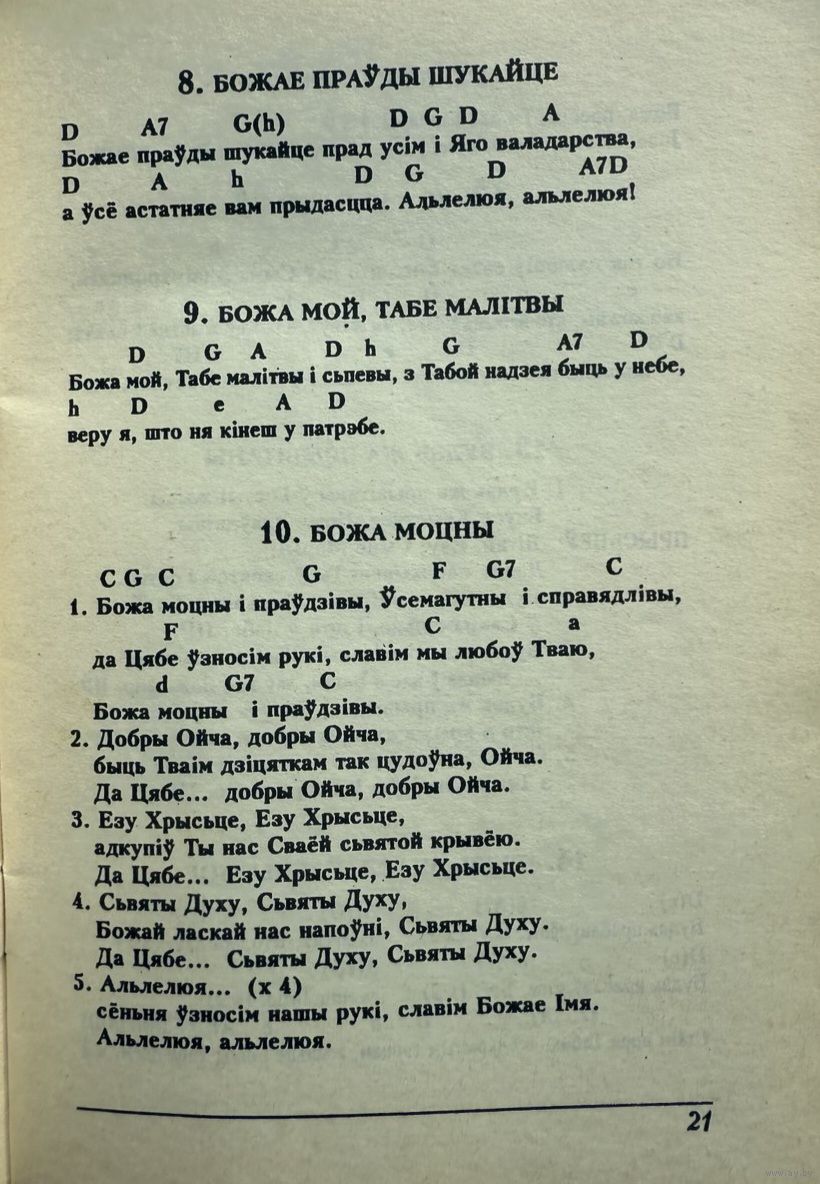 8. БОЖАЕ ПРАЎДЫ ШУКАЙЦЕ
D A7 G(h) D G D A
Божае праўды шукайце прад усім і Яго валадарства,
D A h D G D A7D
а ўсё астатняе вам прыдасцца. Альлелюя, альлелюя!
9. БОЖА МОЙ, ТАБЕ МАЛІТВЫ
D G A D h G A7 D
Божа мой, Табе малітвы і сьпевы, з Табой надзея быць у небе,
h D e A D
веру я, што ня кінеш у патрэбе.
10. БОЖА МОЦНЫ
C G C G F G7 C
1. Божа моцны і праўдзівы, Ўсемагутны і справядлівы,
F C a
да Цябе ўзносім рукі, славім мы любоў Тваю,
d G7 C
Божа моцны і праўдзівы.
2. Добры Ойча, добры Ойча,
быць Тваім дзіцяткам так цудоўна, Ойча.
Да Цябе... добры Ойча, добры Ойча.
3. Езу Хрысьце, Езу Хрысьце,
адкупіў Ты нас Сваёй сьвятой крывёю.
Да Цябе... Езу Хрысьце, Езу Хрысьце.
4. Сьвяты Духу, Сьвяты Духу,
Божай ласкай нас напоўні, Сьвяты Духу.
Да Цябе... Сьвяты Духу, Сьвяты Духу.
5. Альлелюя... (х 4)
сёньня ўзносім нашы рукі, славім Божае Імя.
Альлелюя, альлелюя.
21